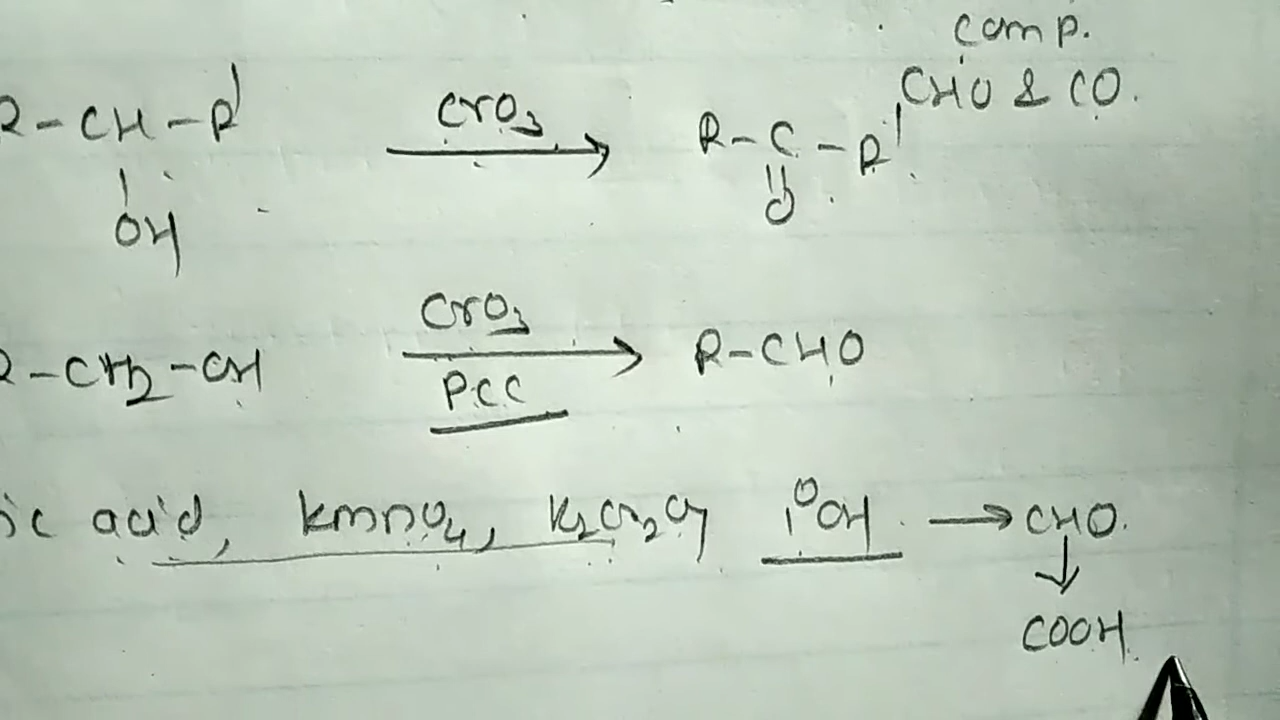 comp.
CHO & CO.
R-CH-R' CrO3 R-C-R'
OH O
CrO3
R-CH2-OH R-CHO
PCC
ic acid, KMnO4, K2Cr2O7 1°OH → CHO.
↓
COOH